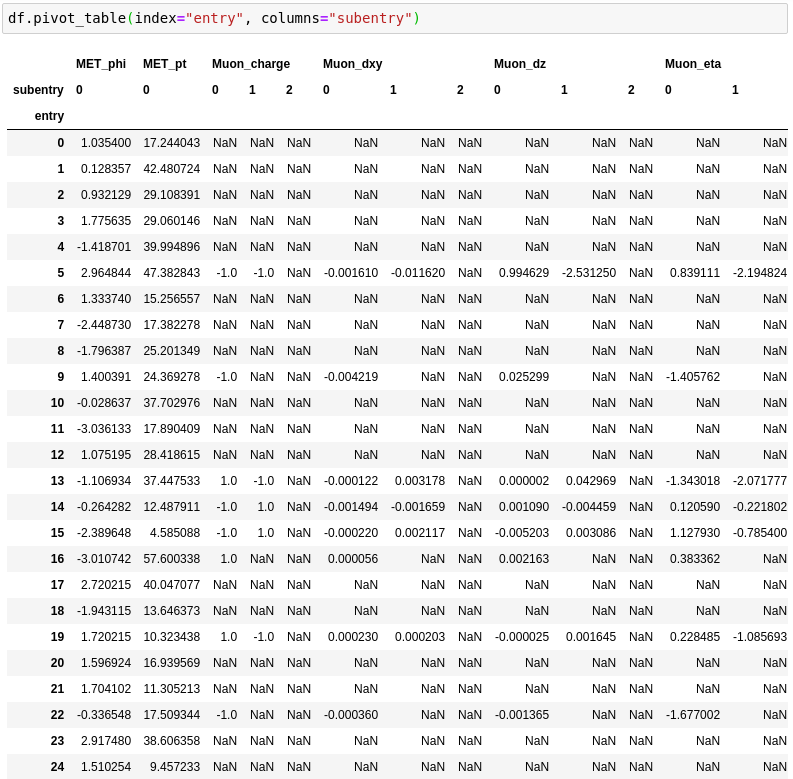 df.pivot_table(index="entry", columns="subentry")
MET_phi MET_pt Muon_charge Muon_dxy Muon_dz Muon_eta
subentry 0 0 0 1 2 0 1 2 0 1 2 0 1
entry
0 1.035400 17.244043 NaN NaN NaN NaN NaN NaN NaN NaN NaN NaN NaN
1 0.128357 42.480724 NaN NaN NaN NaN NaN NaN NaN NaN NaN NaN NaN
2 0.932129 29.108391 NaN NaN NaN NaN NaN NaN NaN NaN NaN NaN NaN
3 1.775635 29.060146 NaN NaN NaN NaN NaN NaN NaN NaN NaN NaN NaN
4 -1.418701 39.994896 NaN NaN NaN NaN NaN NaN NaN NaN NaN NaN NaN
5 2.964844 47.382843 -1.0 -1.0 NaN -0.001610 -0.011620 NaN 0.994629 -2.531250 NaN 0.839111 -2.194824
6 1.333740 15.256557 NaN NaN NaN NaN NaN NaN NaN NaN NaN NaN NaN
7 -2.448730 17.382278 NaN NaN NaN NaN NaN NaN NaN NaN NaN NaN NaN
8 -1.796387 25.201349 NaN NaN NaN NaN NaN NaN NaN NaN NaN NaN NaN
9 1.400391 24.369278 -1.0 NaN NaN -0.004219 NaN NaN 0.025299 NaN NaN -1.405762 NaN
10 -0.028637 37.702976 NaN NaN NaN NaN NaN NaN NaN NaN NaN NaN NaN
11 -3.036133 17.890409 NaN NaN NaN NaN NaN NaN NaN NaN NaN NaN NaN
12 1.075195 28.418615 NaN NaN NaN NaN NaN NaN NaN NaN NaN NaN NaN
13 -1.106934 37.447533 1.0 -1.0 NaN -0.000122 0.003178 NaN 0.000002 0.042969 NaN -1.343018 -2.071777
14 -0.264282 12.487911 -1.0 1.0 NaN -0.001494 -0.001659 NaN 0.001090 -0.004459 NaN 0.120590 -0.221802
15 -2.389648 4.585088 -1.0 1.0 NaN -0.000220 0.002117 NaN -0.005203 0.003086 NaN 1.127930 -0.785400
16 -3.010742 57.600338 1.0 NaN NaN 0.000056 NaN NaN 0.002163 NaN NaN 0.383362 NaN
17 2.720215 40.047077 NaN NaN NaN NaN NaN NaN NaN NaN NaN NaN NaN
18 -1.943115 13.646373 NaN NaN NaN NaN NaN NaN NaN NaN NaN NaN NaN
19 1.720215 10.323438 1.0 -1.0 NaN 0.000230 0.000203 NaN -0.000025 0.001645 NaN 0.228485 -1.085693
20 1.596924 16.939569 NaN NaN NaN NaN NaN NaN NaN NaN NaN NaN NaN
21 1.704102 11.305213 NaN NaN NaN NaN NaN NaN NaN NaN NaN NaN NaN
22 -0.336548 17.509344 -1.0 NaN NaN -0.000360 NaN NaN -0.001365 NaN NaN -1.677002 NaN
23 2.917480 38.606358 NaN NaN NaN NaN NaN NaN NaN NaN NaN NaN NaN
24 1.510254 9.457233 NaN NaN NaN NaN NaN NaN NaN NaN NaN NaN NaN